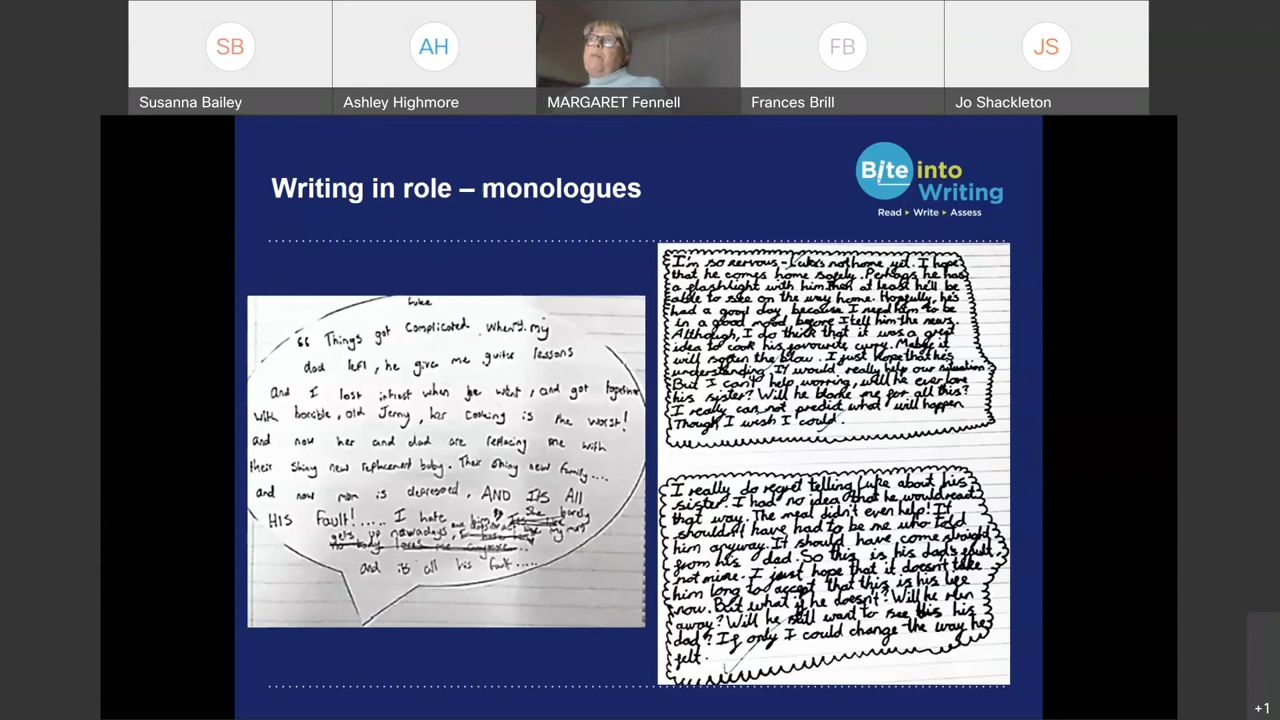 SB
AH
FB
JS
Susanna Bailey
Ashley Highmore
MARGARET Fennell
Frances Brill
Jo Shackleton
Writing in role – monologues
Bite into
Writing
Read ▸ Write ▸ Assess
Luke
“ Things got complicated when my
dad left, he give me guitar lessons
And I lost intrest when he went, and got together
with horrible, old Jenny, her cooking is the worst!
and now her and dad are replacing me with
their shiny new replacment baby. Their shiny new family...
and now mom is depressed, AND ITS All
HIS FAult!..... I hate him! She barely
gets up nowadays,
and its all his fault.....
I'm so nervous - Luke's not home yet. I hope
that he comes home safely. Perhaps he has
a flashlight with him then at least he'll be
able to see on the way home. Hopefully, he's
had a good day because I need him to be
in a good mood before I tell him the news.
Although, I do think that it was a great
idea to cook his favourite curry. Maybe it
will soften the blow. I just hope that he's
understanding. It would really help our situation
But I can't help worring, will he ever love
his sister? Will he blame me for all this?
I really can not predict what will happen
Though I wish I could.
I really do regret telling Luke about his
sister. I had no idea that he would react
that way. The meal didn't even help! It
shouldn't have had to be me who told
him anyway. It should have come straight
from his dad. So this is his dad's fault
not mine. I just hope that it doesn't take
him long to accept that this is his life
now. But what if he doesn't? Will he run
away? Will he still want to see his
dad? If only I could change the way he
felt.
+1